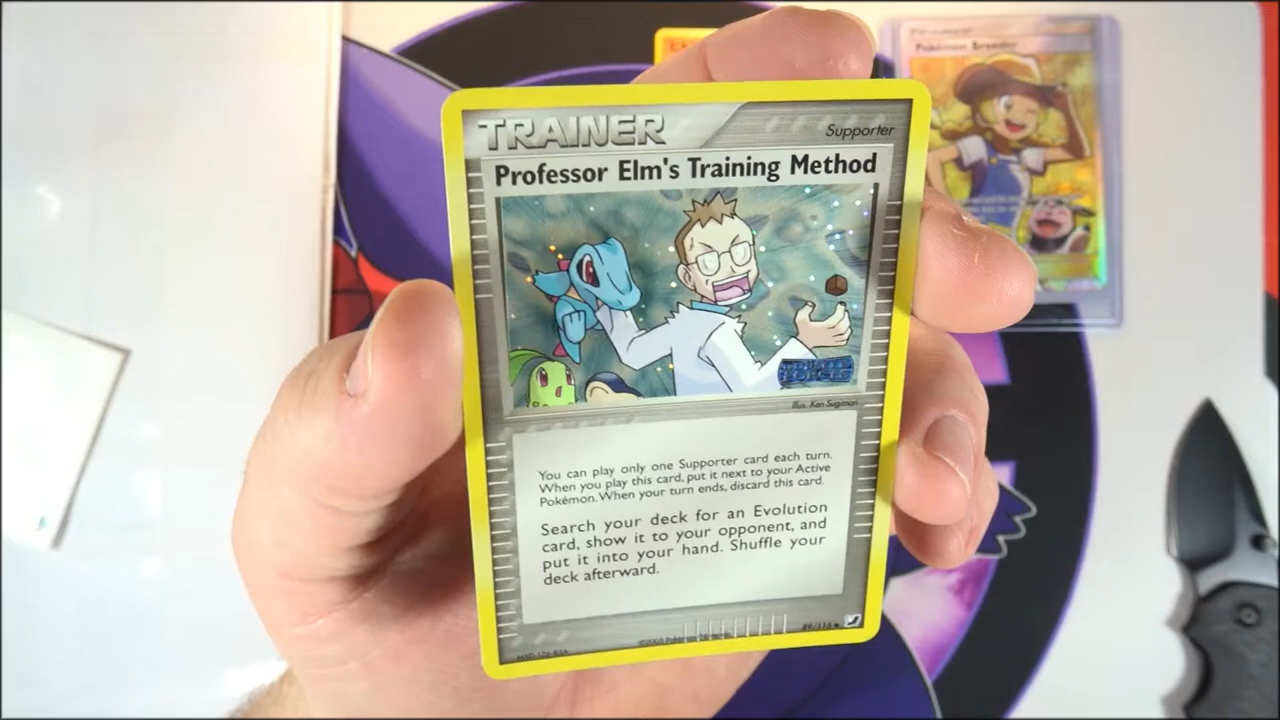 Pokémon Breeder
TRAINER
Supporter
Professor Elm's Training Method
Illus. Ken Sugimori
You can play only one Supporter card each turn.
When you play this card, put it next to your Active
Pokémon. When your turn ends, discard this card.
Search your deck for an Evolution
card, show it to your opponent, and
put it into your hand. Shuffle your
deck afterward.
89/115